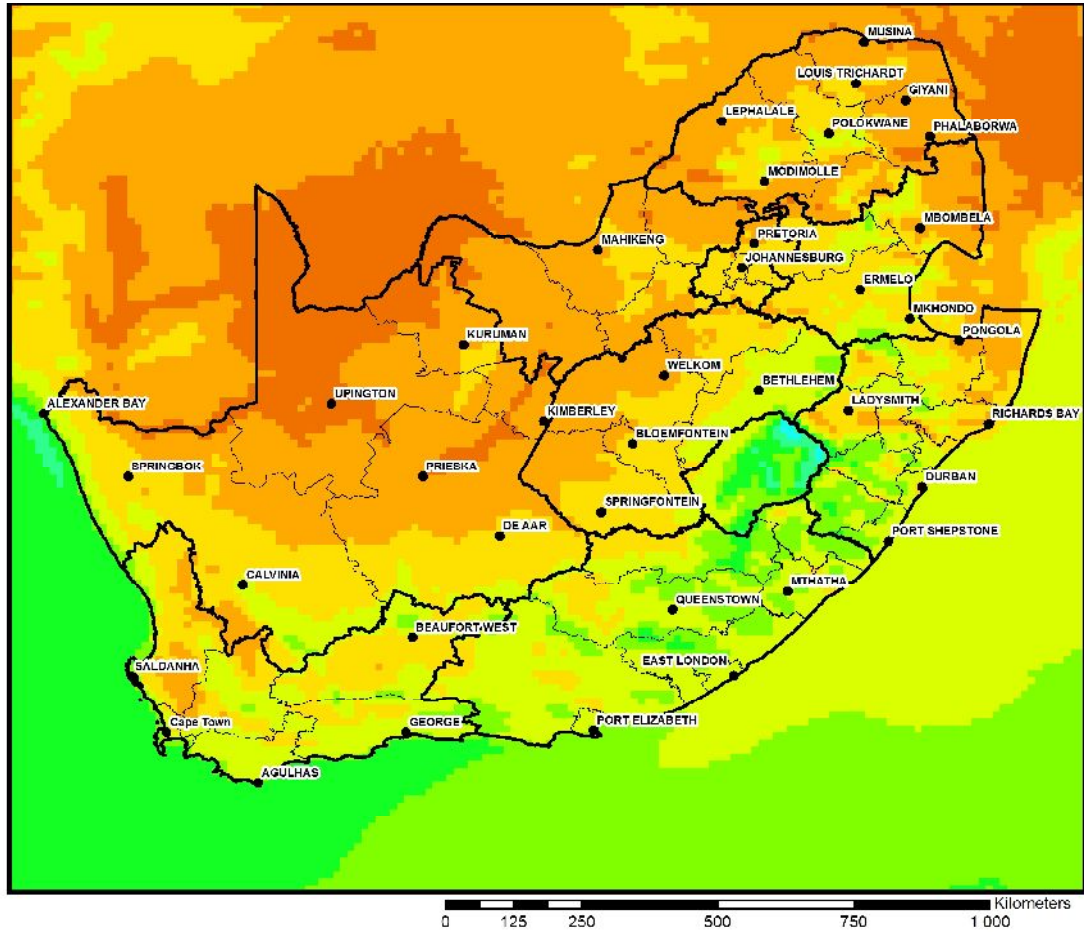 MUSINA
LOUIS TRICHARDT
GIYANI
LEPHALALE
POLOKWANE
PHALABORWA
MODIMOLLE
MBOMBELA
PRETORIA
MAHIKENG
JOHANNESBURG
ERMELO
MKHONDO
KURUMAN
PONGOLA
WELKOM
BETHLEHEM
UPINGTON
ALEXANDER BAY
KIMBERLEY
LADYSMITH
RICHARDS BAY
BLOEMFONTEIN
SPRINGBOK
PRIESKA
DURBAN
SPRINGFONTEIN
DE AAR
PORT SHEPSTONE
CALVINIA
MTHATHA
QUEENSTOWN
BEAUFORT WEST
SALDANHA
EAST LONDON
Cape Town
GEORGE
PORT ELIZABETH
AGULHAS
Kilometers
0 125 250 500 750 1 000